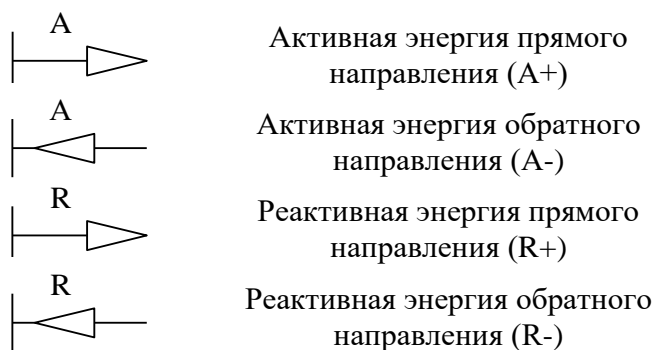 A
Активная энергия прямого
направления (A+)
A
Активная энергия обратного
направления (A-)
R
Реактивная энергия прямого
направления (R+)
R
Реактивная энергия обратного
направления (R-)